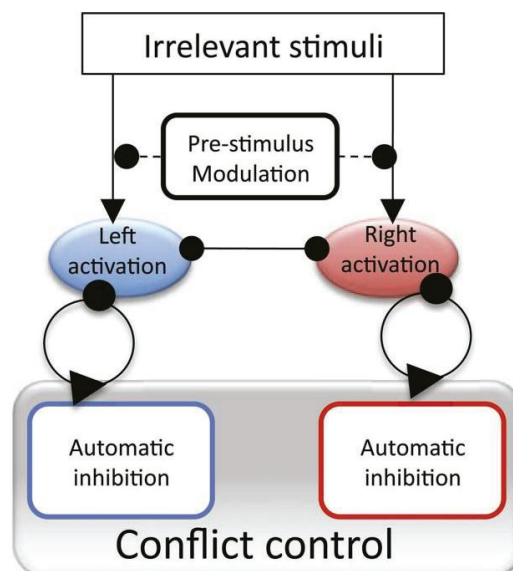 Irrelevant stimuli
Pre-stimulus
Modulation
Left
activation
Right
activation
Automatic
inhibition
Automatic
inhibition
Conflict control